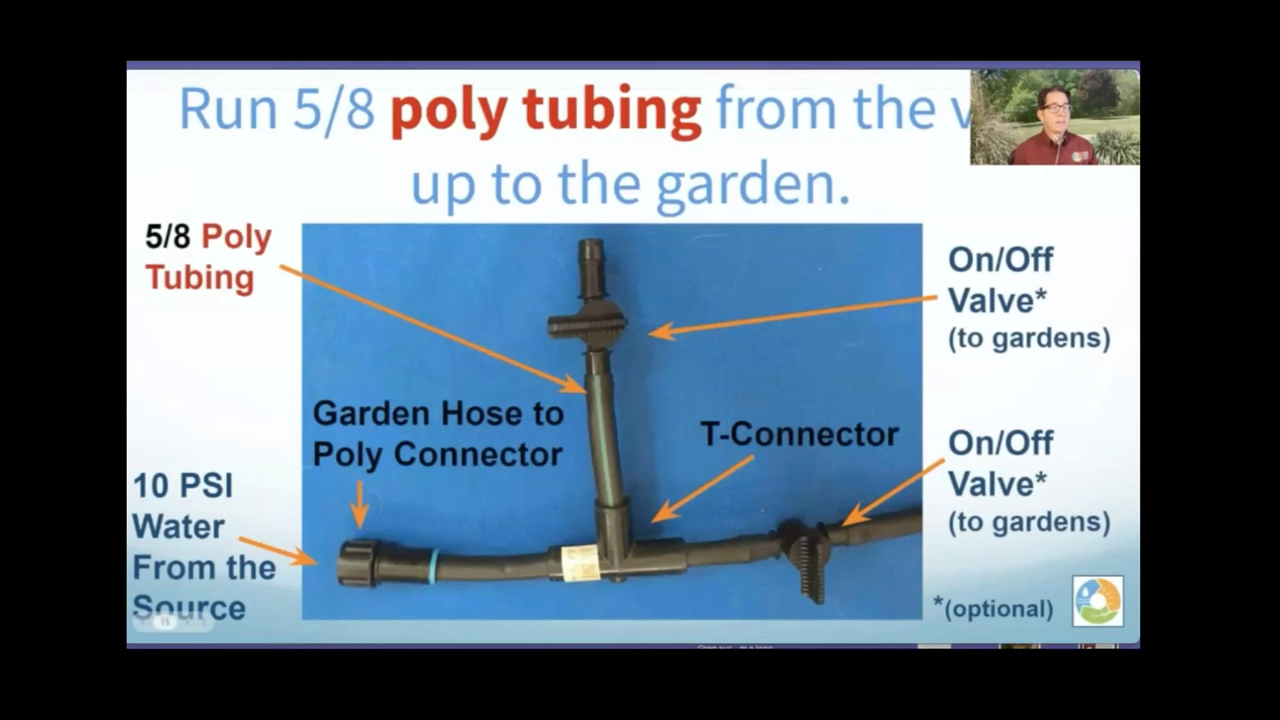 Run 5/8 poly tubing from the v
up to the garden.
5/8 Poly
Tubing
On/Off
Valve*
(to gardens)
Garden Hose to
Poly Connector
T-Connector
On/Off
Valve*
(to gardens)
10 PSI
Water
From the
Source
*(optional)
15